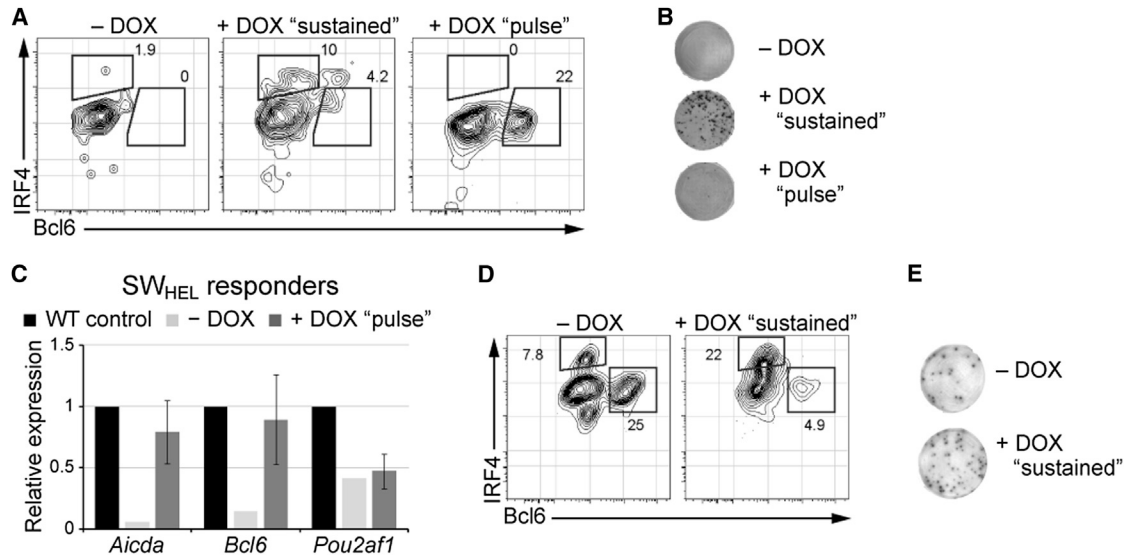 A
– DOX
+ DOX “sustained”
+ DOX “pulse”
1.9
0
10
4.2
0
22
IRF4
Bcl6
B
– DOX
+ DOX
“sustained”
+ DOX
“pulse”
C
SWHEL responders
WT control
– DOX
+ DOX “pulse”
Relative expression
1.5
1
0.5
0
Aicda
Bcl6
Pou2af1
D
– DOX
+ DOX “sustained”
7.8
25
22
4.9
IRF4
Bcl6
E
– DOX
+ DOX
“sustained”